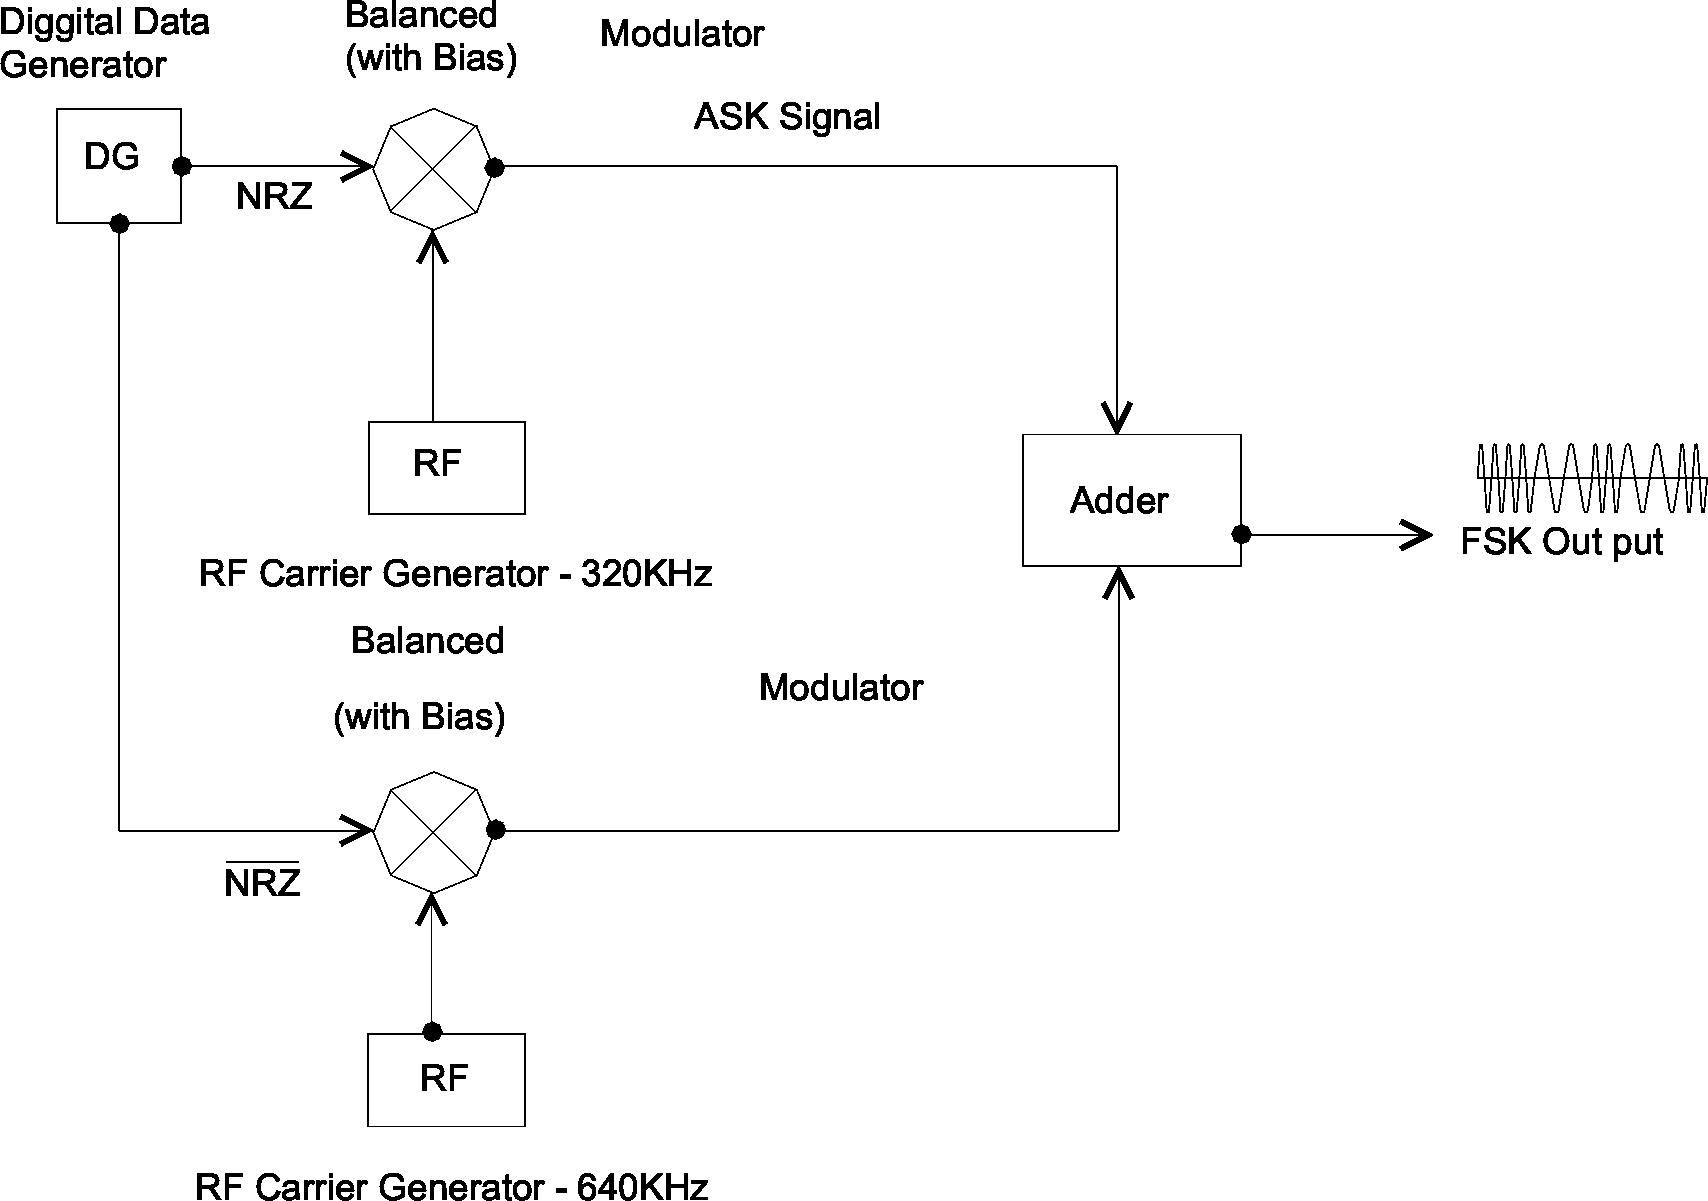 Diggital Data
Generator
Balanced
(with Bias)
Modulator
DG
NRZ
ASK Signal
RF
RF Carrier Generator - 320KHz
Adder
FSK Out put
Balanced
(with Bias)
Modulator
N̅R̅Z̅
RF
RF Carrier Generator - 640KHz